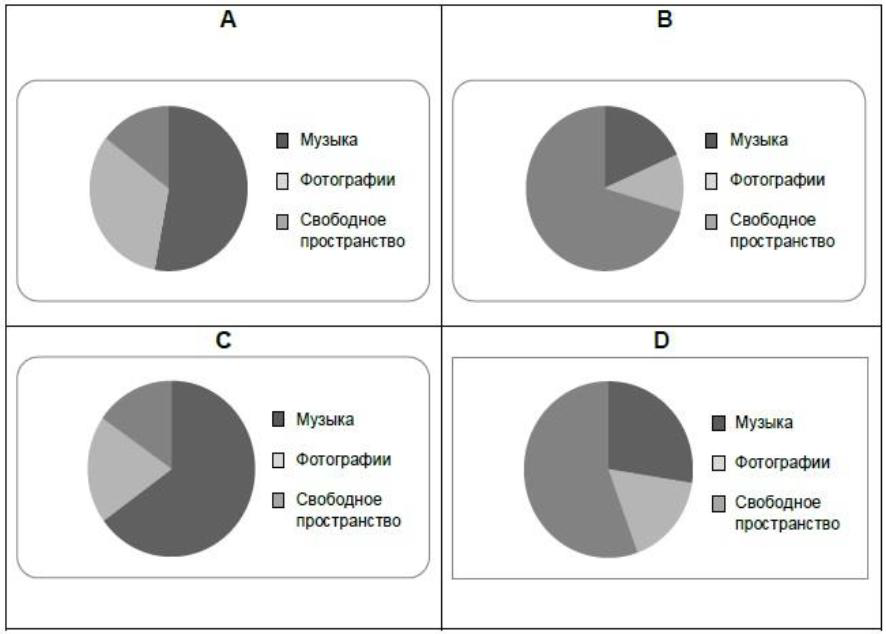 A
B
Музыка
Фотографии
Свободное
пространство
Музыка
Фотографии
Свободное
пространство
C
D
Музыка
Фотографии
Свободное
пространство
Музыка
Фотографии
Свободное
пространство